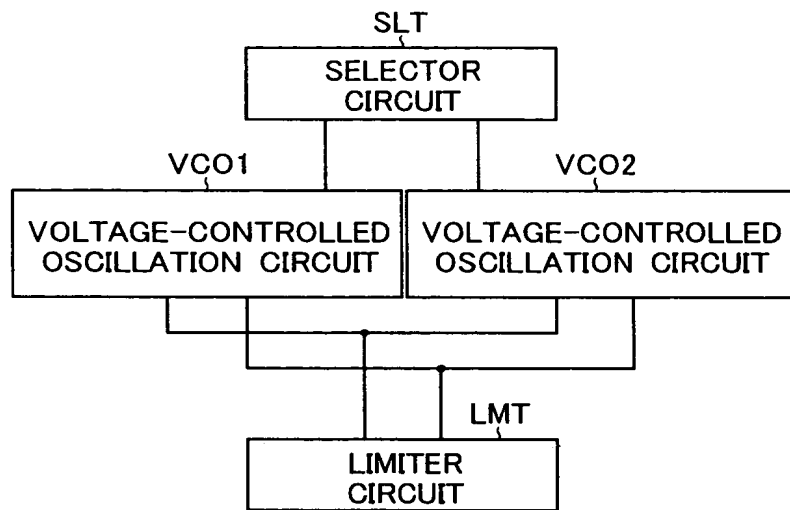 SLT
SELECTOR
CIRCUIT
VCO1
VCO2
VOLTAGE-CONTROLLED
OSCILLATION CIRCUIT
VOLTAGE-CONTROLLED
OSCILLATION CIRCUIT
LMT
LIMITER
CIRCUIT